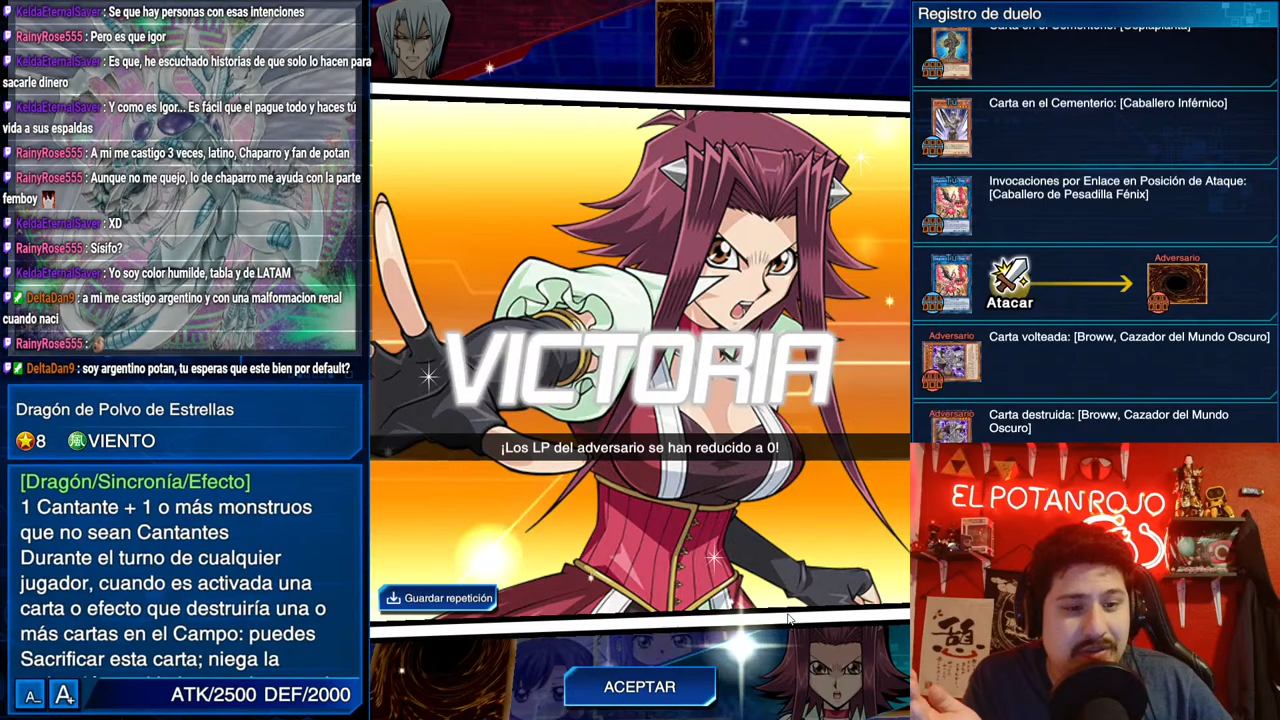 KeldaEternalSaver : Se que hay personas con esas intenciones
RainyRose555 : Pero es que igor
KeldaEternalSaver : Es que, he escuchado historias de que solo lo hacen para
sacarle dinero
KeldaEternalSaver : Y como es Igor... Es fácil que el pague todo y haces tú
vida a sus espaldas
RainyRose555 : A mi me castigo 3 veces, latino, Chaparro y fan de potan
RainyRose555 : Aunque no me quejo, lo de chaparro me ayuda con la parte
femboy
KeldaEternalSaver : XD
RainyRose555 : Sisifo?
KeldaEternalSaver : Yo soy color humilde, tabla y de LATAM
DeltaDan9 : a mi me castigo argentino y con una malformacion renal
cuando naci
RainyRose555 :
DeltaDan9 : soy argentino potan, tu esperas que este bien por default?
Dragón de Polvo de Estrellas
8 VIENTO
[Dragón/Sincronía/Efecto]
1 Cantante + 1 o más monstruos
que no sean Cantantes
Durante el turno de cualquier
jugador, cuando es activada una
carta o efecto que destruiría una o
más cartas en el Campo: puedes
Sacrificar esta carta; niega la
A- A+ ATK/2500 DEF/2000
VICTORIA
¡Los LP del adversario se han reducido a 0!
Guardar repetición
ACEPTAR
Registro de duelo
Carta en el Cementerio: [Copiaplanta]
Carta en el Cementerio: [Caballero Inférnico]
Invocaciones por Enlace en Posición de Ataque:
[Caballero de Pesadilla Fénix]
Atacar
Adversario
Adversario
Carta volteada: [Broww, Cazador del Mundo Oscuro]
Adversario
Carta destruida: [Broww, Cazador del Mundo
Oscuro]
EL POTAN ROJO